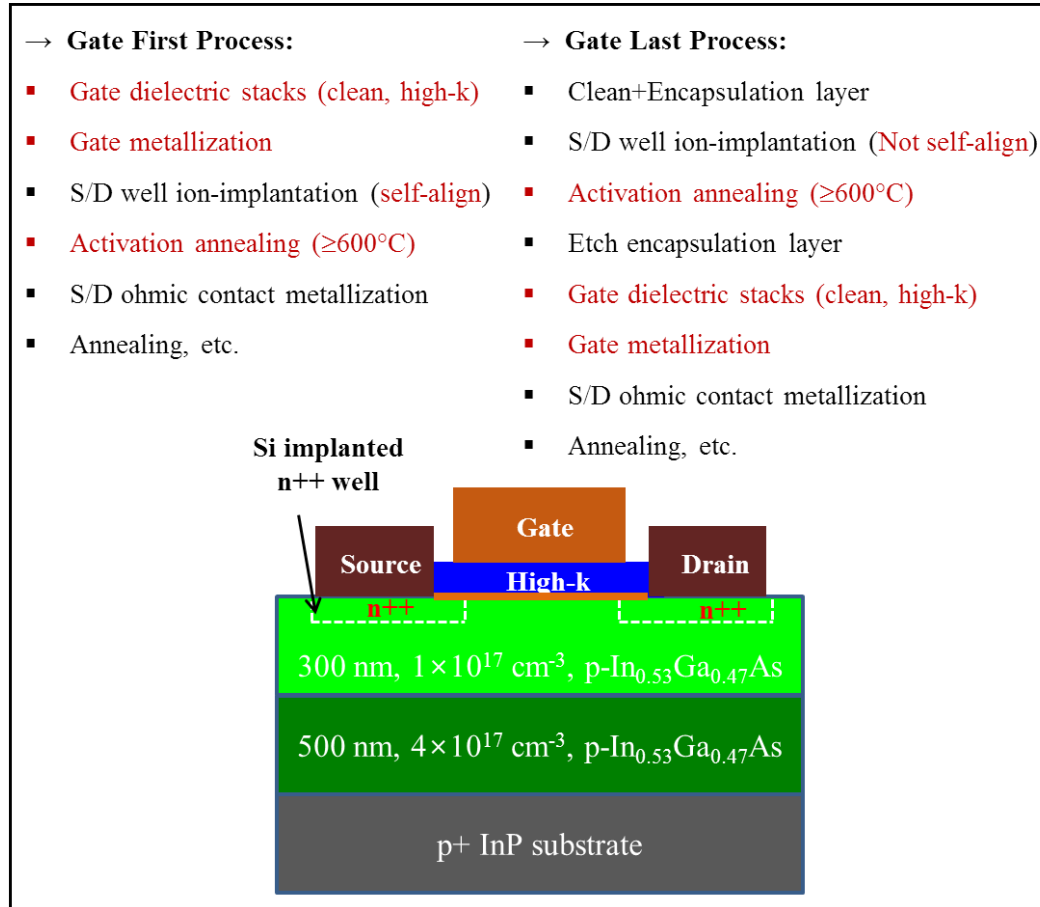 → Gate First Process:
▪ Gate dielectric stacks (clean, high-k)
▪ Gate metallization
▪ S/D well ion-implantation (self-align)
▪ Activation annealing (≥600°C)
▪ S/D ohmic contact metallization
▪ Annealing, etc.
→ Gate Last Process:
▪ Clean+Encapsulation layer
▪ S/D well ion-implantation (Not self-align)
▪ Activation annealing (≥600°C)
▪ Etch encapsulation layer
▪ Gate dielectric stacks (clean, high-k)
▪ Gate metallization
▪ S/D ohmic contact metallization
▪ Annealing, etc.
Si implanted
n++ well
Gate
Source
High-k
Drain
n++
n++
300 nm, 1×10¹⁷ cm⁻³, p-In₀.₅₃Ga₀.₄₇As
500 nm, 4×10¹⁷ cm⁻³, p-In₀.₅₃Ga₀.₄₇As
p+ InP substrate